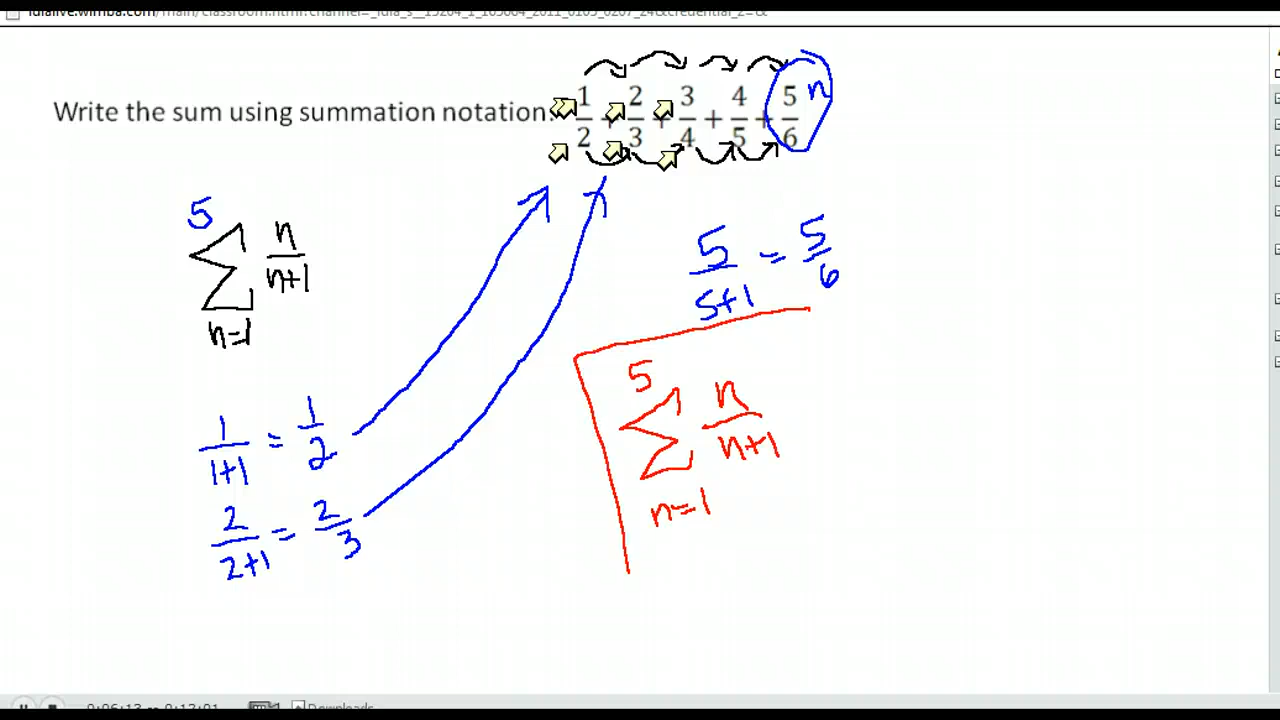 Write the sum using summation notation: 1/2 + 2/3 + 3/4 + 4/5 + 5/6 n
5
∑ n/(n+1)
n=1
5/(5+1) = 5/6
1/(1+1) = 1/2
2/(2+1) = 2/3
5
∑ n/(n+1)
n=1
Downloads